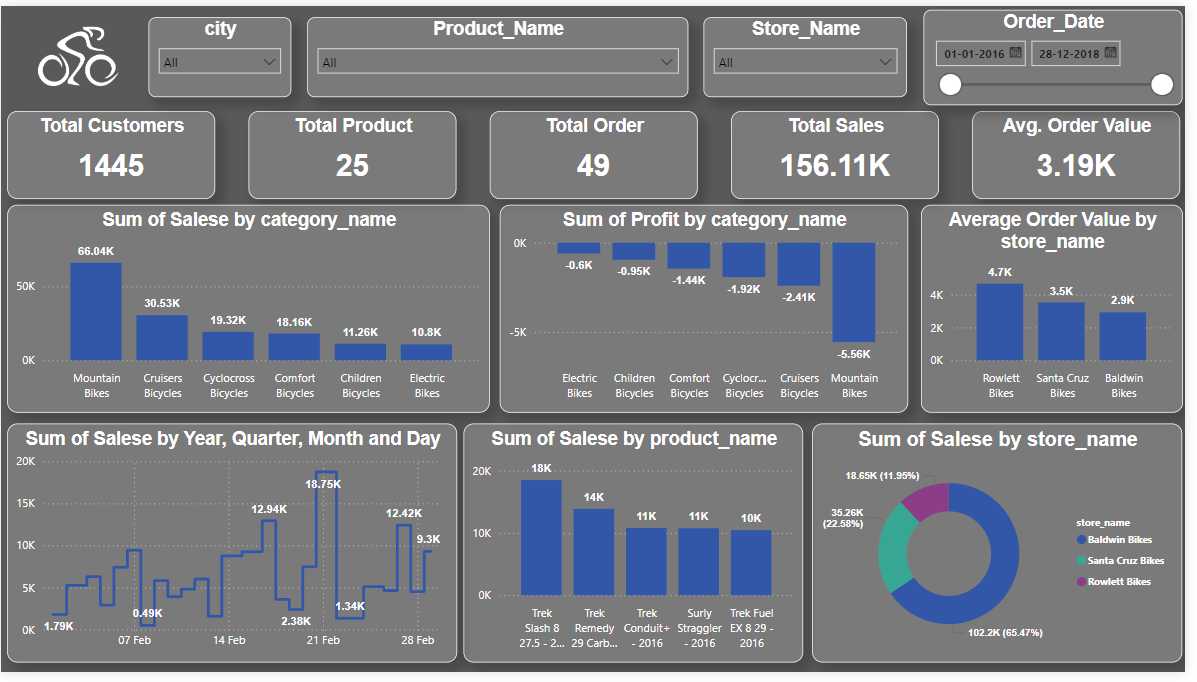 city
All
Product_Name
All
Store_Name
All
Order_Date
01-01-2016
28-12-2018
Total Customers
1445
Total Product
25
Total Order
49
Total Sales
156.11K
Avg. Order Value
3.19K
Sum of Salese by category_name
50K
0K
66.04K
30.53K
19.32K
18.16K
11.26K
10.8K
Mountain
Bikes
Cruisers
Bicycles
Cyclocross
Bicycles
Comfort
Bicycles
Children
Bicycles
Electric
Bikes
Sum of Profit by category_name
0K
-5K
-0.6K
-0.95K
-1.44K
-1.92K
-2.41K
-5.56K
Electric
Bikes
Children
Bicycles
Comfort
Bicycles
Cyclocr...
Bicycles
Cruisers
Bicycles
Mountain
Bikes
Average Order Value by
store_name
4K
2K
0K
4.7K
3.5K
2.9K
Rowlett
Bikes
Santa Cruz
Bikes
Baldwin
Bikes
Sum of Salese by Year, Quarter, Month and Day
20K
15K
10K
5K
0K
1.79K
0.49K
12.94K
2.38K
18.75K
1.34K
12.42K
9.3K
07 Feb
14 Feb
21 Feb
28 Feb
Sum of Salese by product_name
20K
10K
0K
18K
14K
11K
11K
10K
Trek
Slash 8
27.5 - 2...
Trek
Remedy
29 Carb...
Trek
Conduit+
- 2016
Surly
Straggler
- 2016
Trek Fuel
EX 8 29 -
2016
Sum of Salese by store_name
18.65K (11.95%)
35.26K
(22.58%)
102.2K (65.47%)
store_name
Baldwin Bikes
Santa Cruz Bikes
Rowlett Bikes